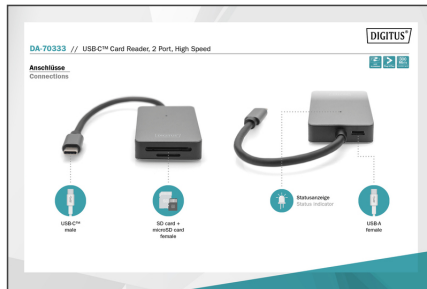 DIGITUS®
DA-70333 // USB-C™ Card Reader, 2 Port, High Speed
Anschlüsse
Connections
Statusanzeige
Status indicator
USB-C™
male
SD card +
microSD card
female
USB-A
female